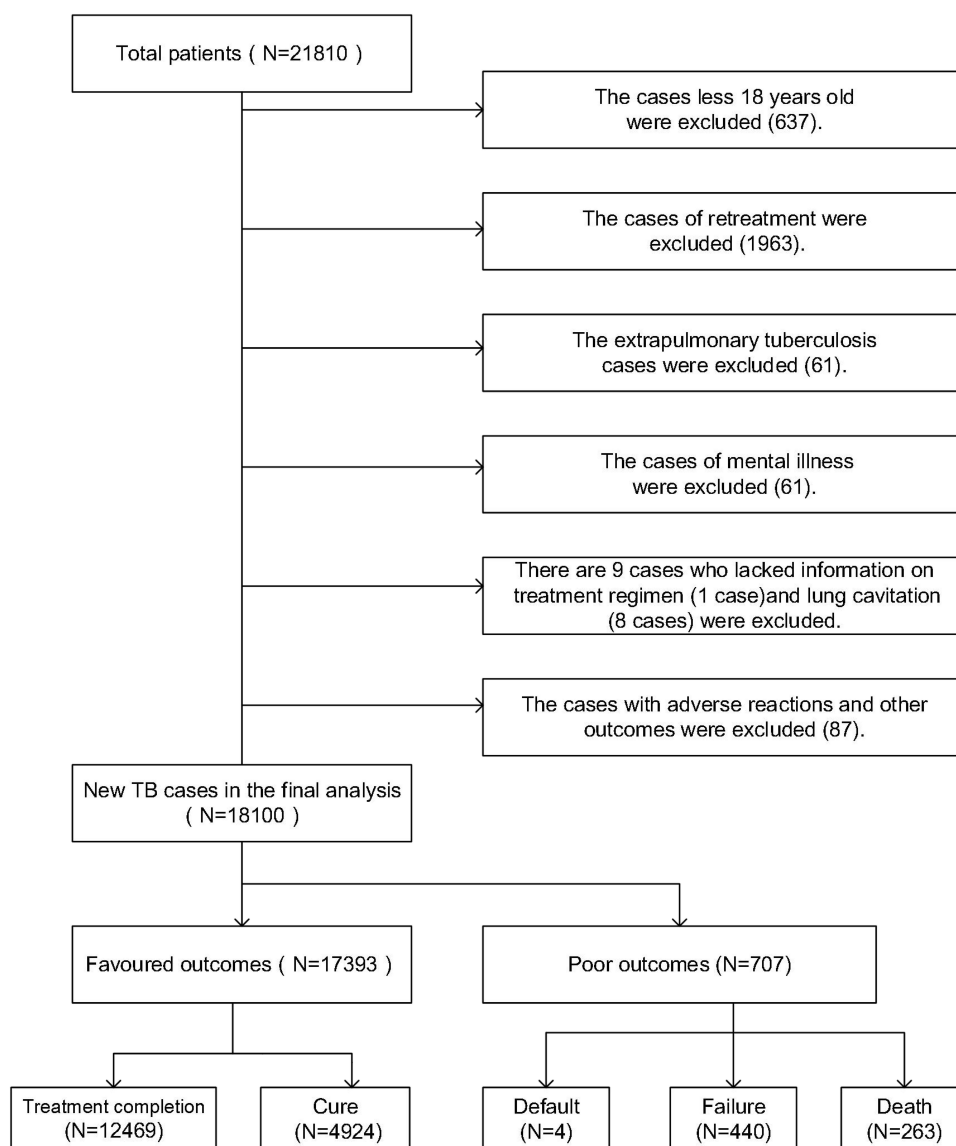 Total patients ( N=21810 )
The cases less 18 years old
were excluded (637).
The cases of retreatment were
excluded (1963).
The extrapulmonary tuberculosis
cases were excluded (61).
The cases of mental illness
were excluded (61).
There are 9 cases who lacked information on
treatment regimen (1 case)and lung cavitation
(8 cases) were excluded.
The cases with adverse reactions and other
outcomes were excluded (87).
New TB cases in the final analysis
( N=18100 )
Favoured outcomes ( N=17393 )
Poor outcomes (N=707)
Treatment completion
(N=12469)
Cure
(N=4924)
Default
(N=4)
Failure
(N=440)
Death
(N=263)